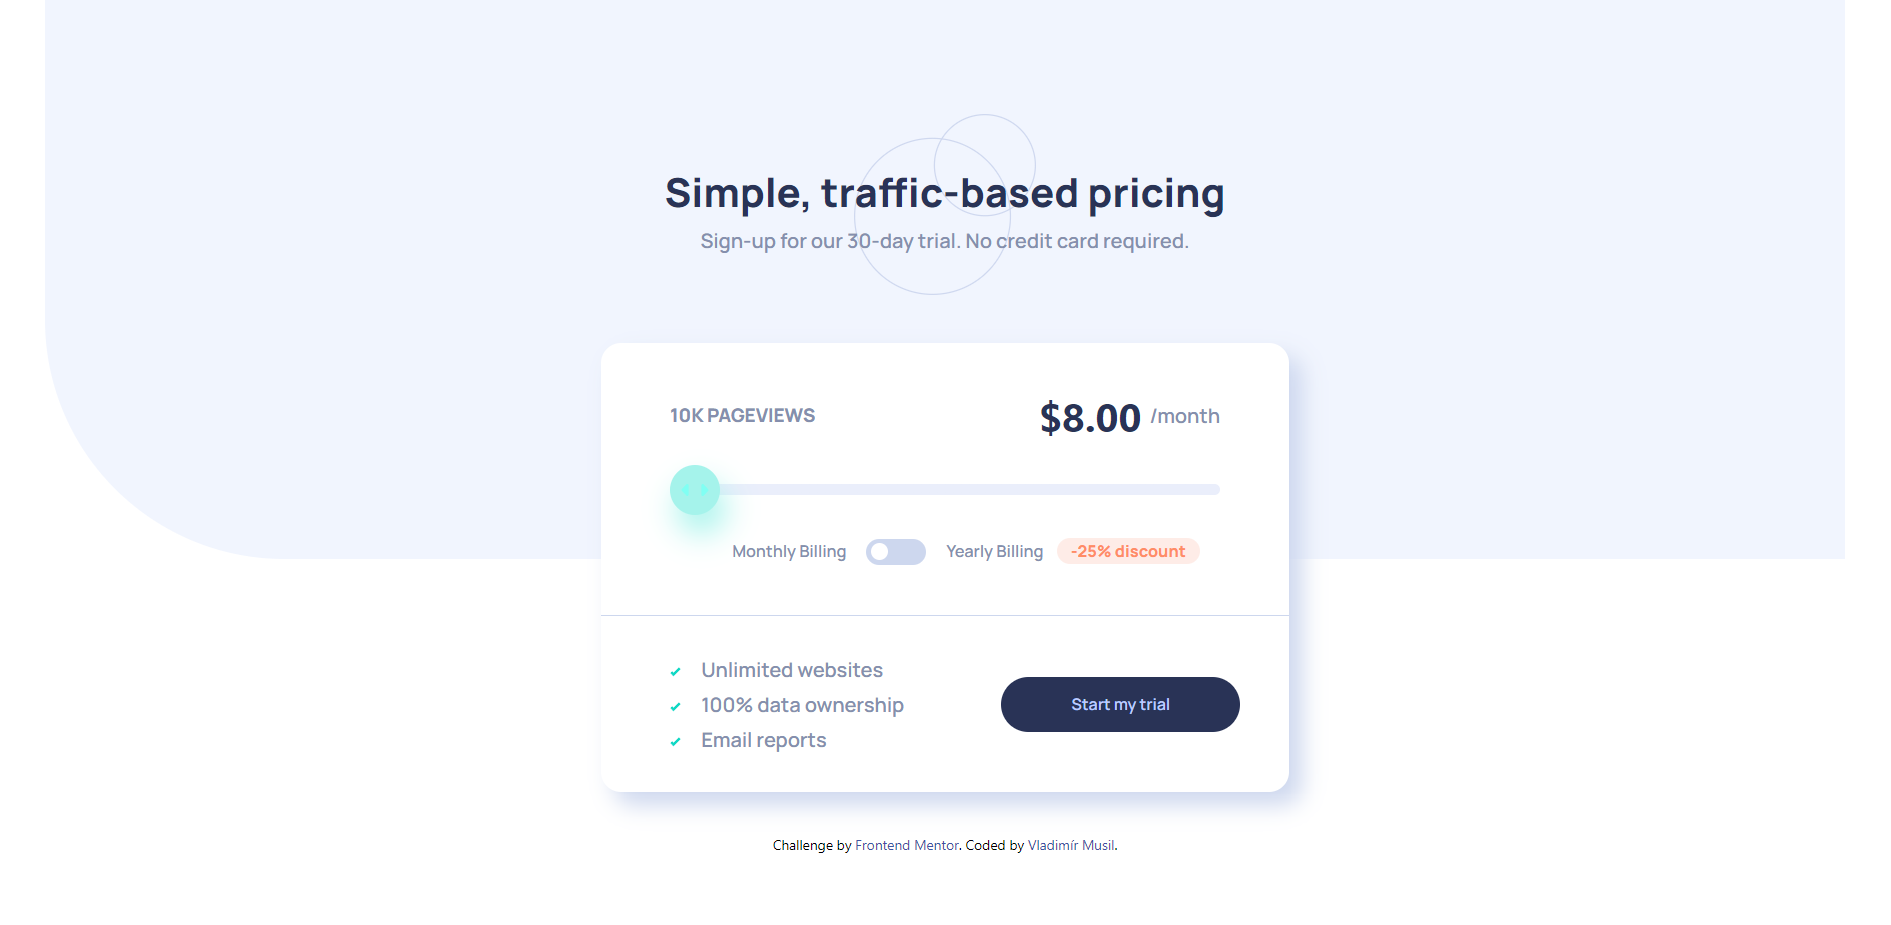 Simple, traffic-based pricing
Sign-up for our 30-day trial. No credit card required.
10K PAGEVIEWS
$8.00 /month
Monthly Billing
Yearly Billing
-25% discount
Unlimited websites
100% data ownership
Email reports
Start my trial
Challenge by Frontend Mentor. Coded by Vladimír Musil.